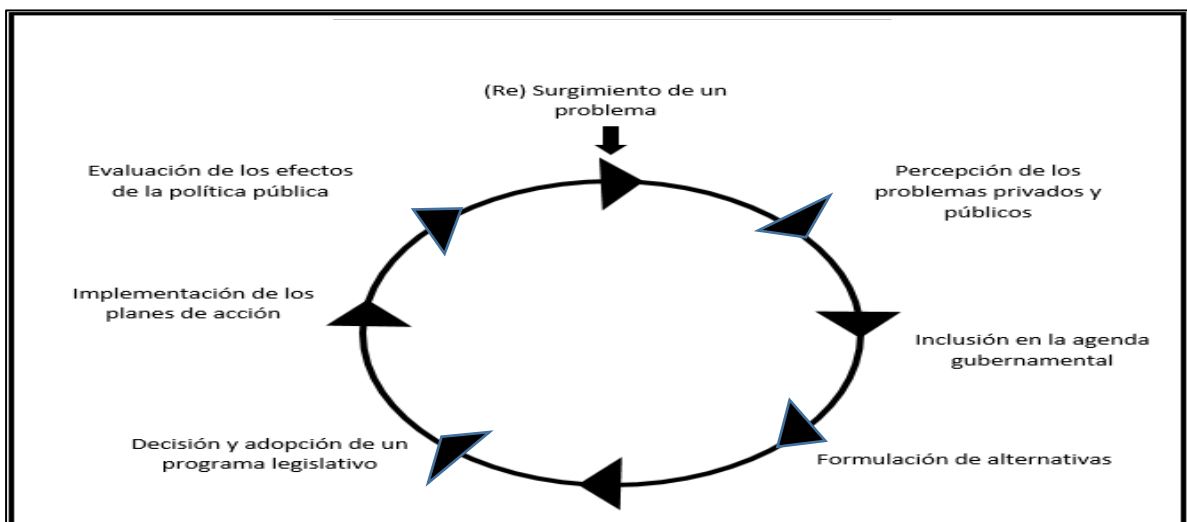 (Re) Surgimiento de un
problema
Percepción de los
problemas privados y
públicos
Inclusión en la agenda
gubernamental
Formulación de alternativas
Decisión y adopción de un
programa legislativo
Implementación de los
planes de acción
Evaluación de los efectos
de la política pública